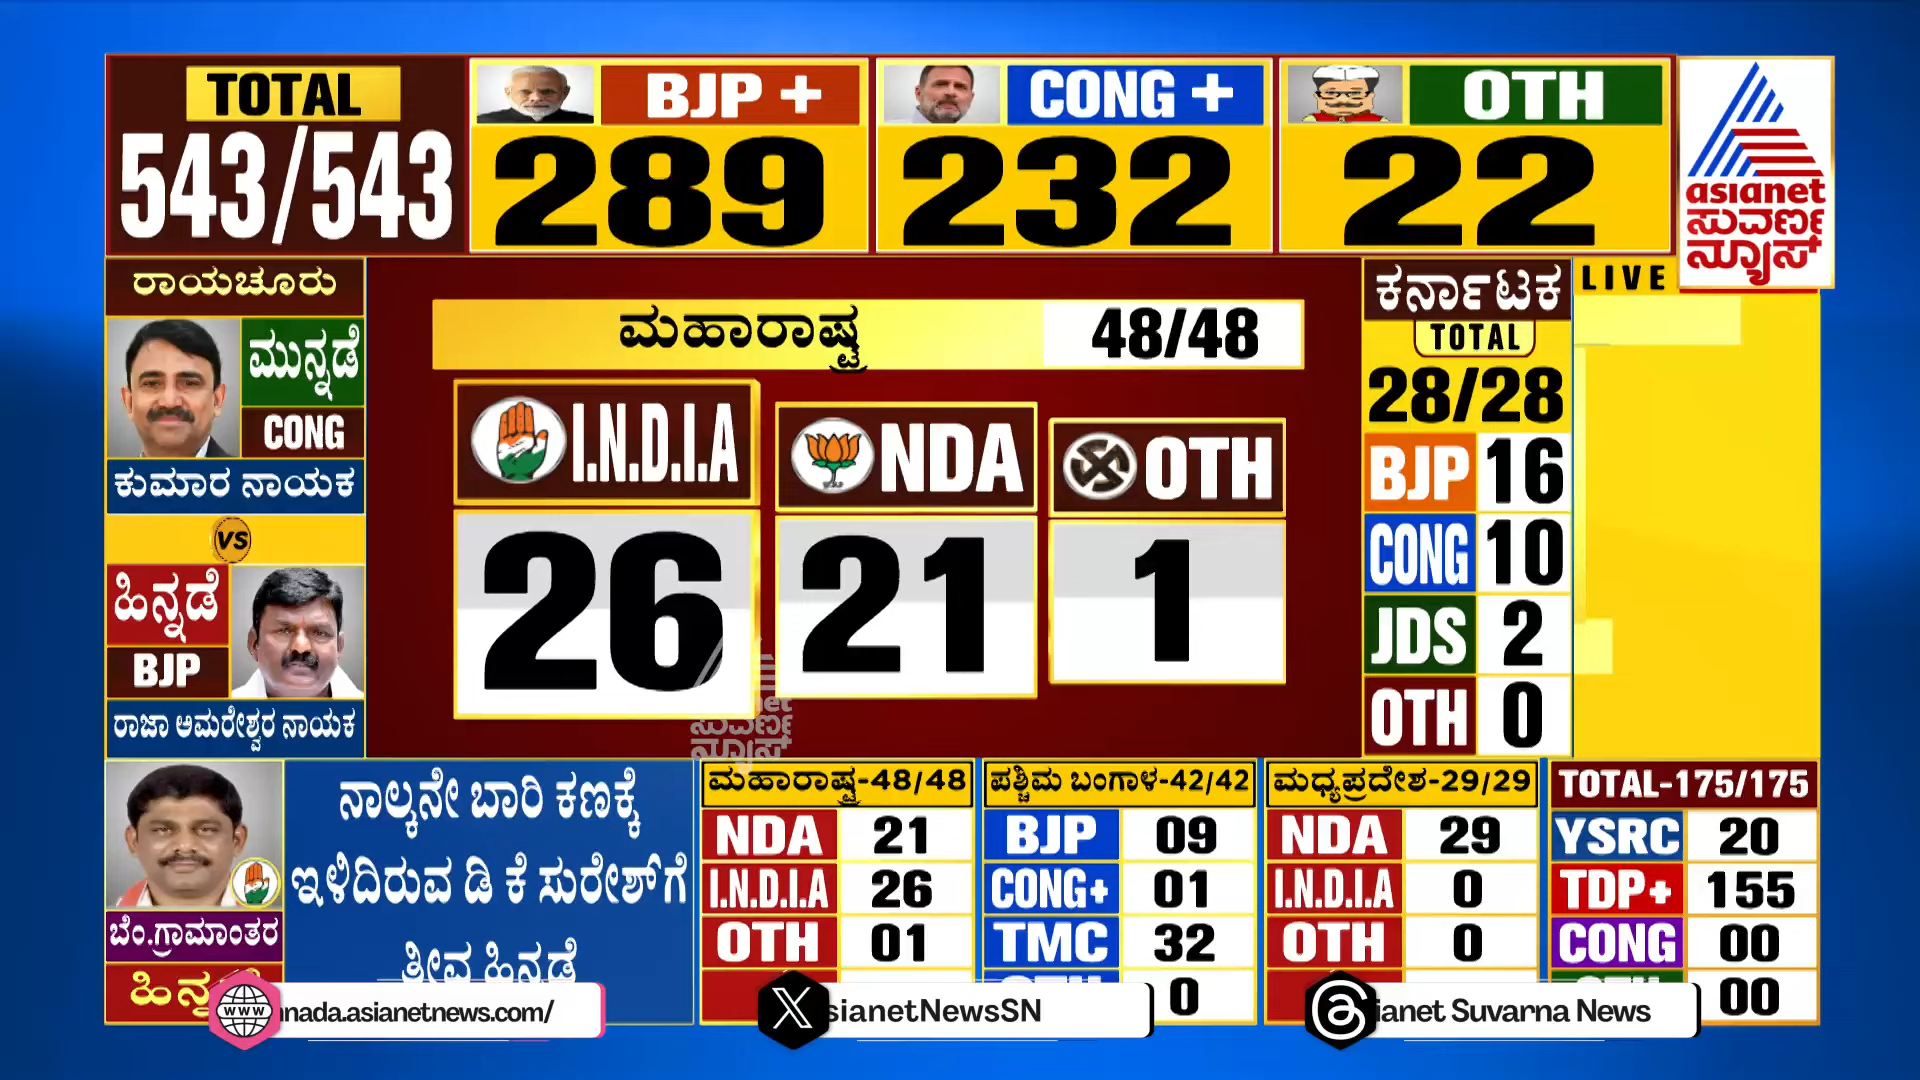 TOTAL
543/543
BJP +
289
CONG +
232
OTH
22
asianet
ಸುವರ್ಣ
ನ್ಯೂಸ್
LIVE
ರಾಯಚೂರು
ಮುನ್ನಡೆ
CONG
ಕುಮಾರ ನಾಯಕ
VS
ಹಿನ್ನಡೆ
BJP
ರಾಜಾ ಅಮರೇಶ್ವರ ನಾಯಕ
ಮಹಾರಾಷ್ಟ್ರ 48/48
I.N.D.I.A
26
NDA
21
OTH
1
ಸುವರ್ಣ
ನ್ಯೂಸ್
ಕರ್ನಾಟಕ
TOTAL
28/28
BJP 16
CONG 10
JDS 2
OTH 0
ಬೆಂ.ಗ್ರಾಮಾಂತರ
ನಾಲ್ಕನೇ ಬಾರಿ ಕಣಕ್ಕೆ
ಇಳಿದಿರುವ ಡಿ ಕೆ ಸುರೇಶ್‌ಗೆ
ತೀವ್ರ ಹಿನ್ನಡೆ
ಮಹಾರಾಷ್ಟ್ರ-48/48
NDA 21
I.N.D.I.A 26
OTH 01
ಪಶ್ಚಿಮ ಬಂಗಾಳ-42/42
BJP 09
CONG+ 01
TMC 32
0
ಮಧ್ಯಪ್ರದೇಶ-29/29
NDA 29
I.N.D.I.A 0
OTH 0
TOTAL-175/175
YSRC 20
TDP+ 155
CONG 00
00
www
nnada.asianetnews.com/
sianetNewsSN
ianet Suvarna News